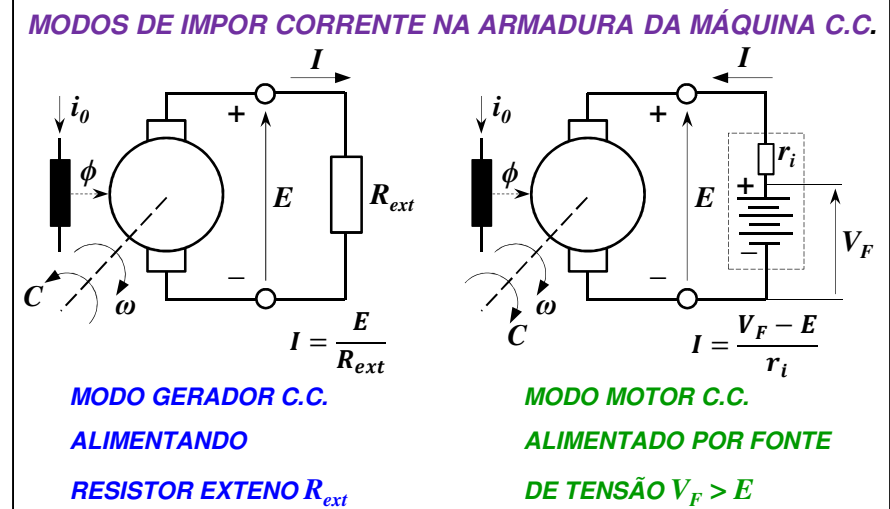 MODOS DE IMPOR CORRENTE NA ARMADURA DA MÁQUINA C.C.
I
i0
ϕ
+
E
Rext
−
C
ω
I = E / Rext
MODO GERADOR C.C.
ALIMENTANDO
RESISTOR EXTENO Rext
I
i0
ϕ
+
E
ri
+
−
VF
−
C
ω
I = VF − E / ri
MODO MOTOR C.C.
ALIMENTADO POR FONTE
DE TENSÃO VF > E